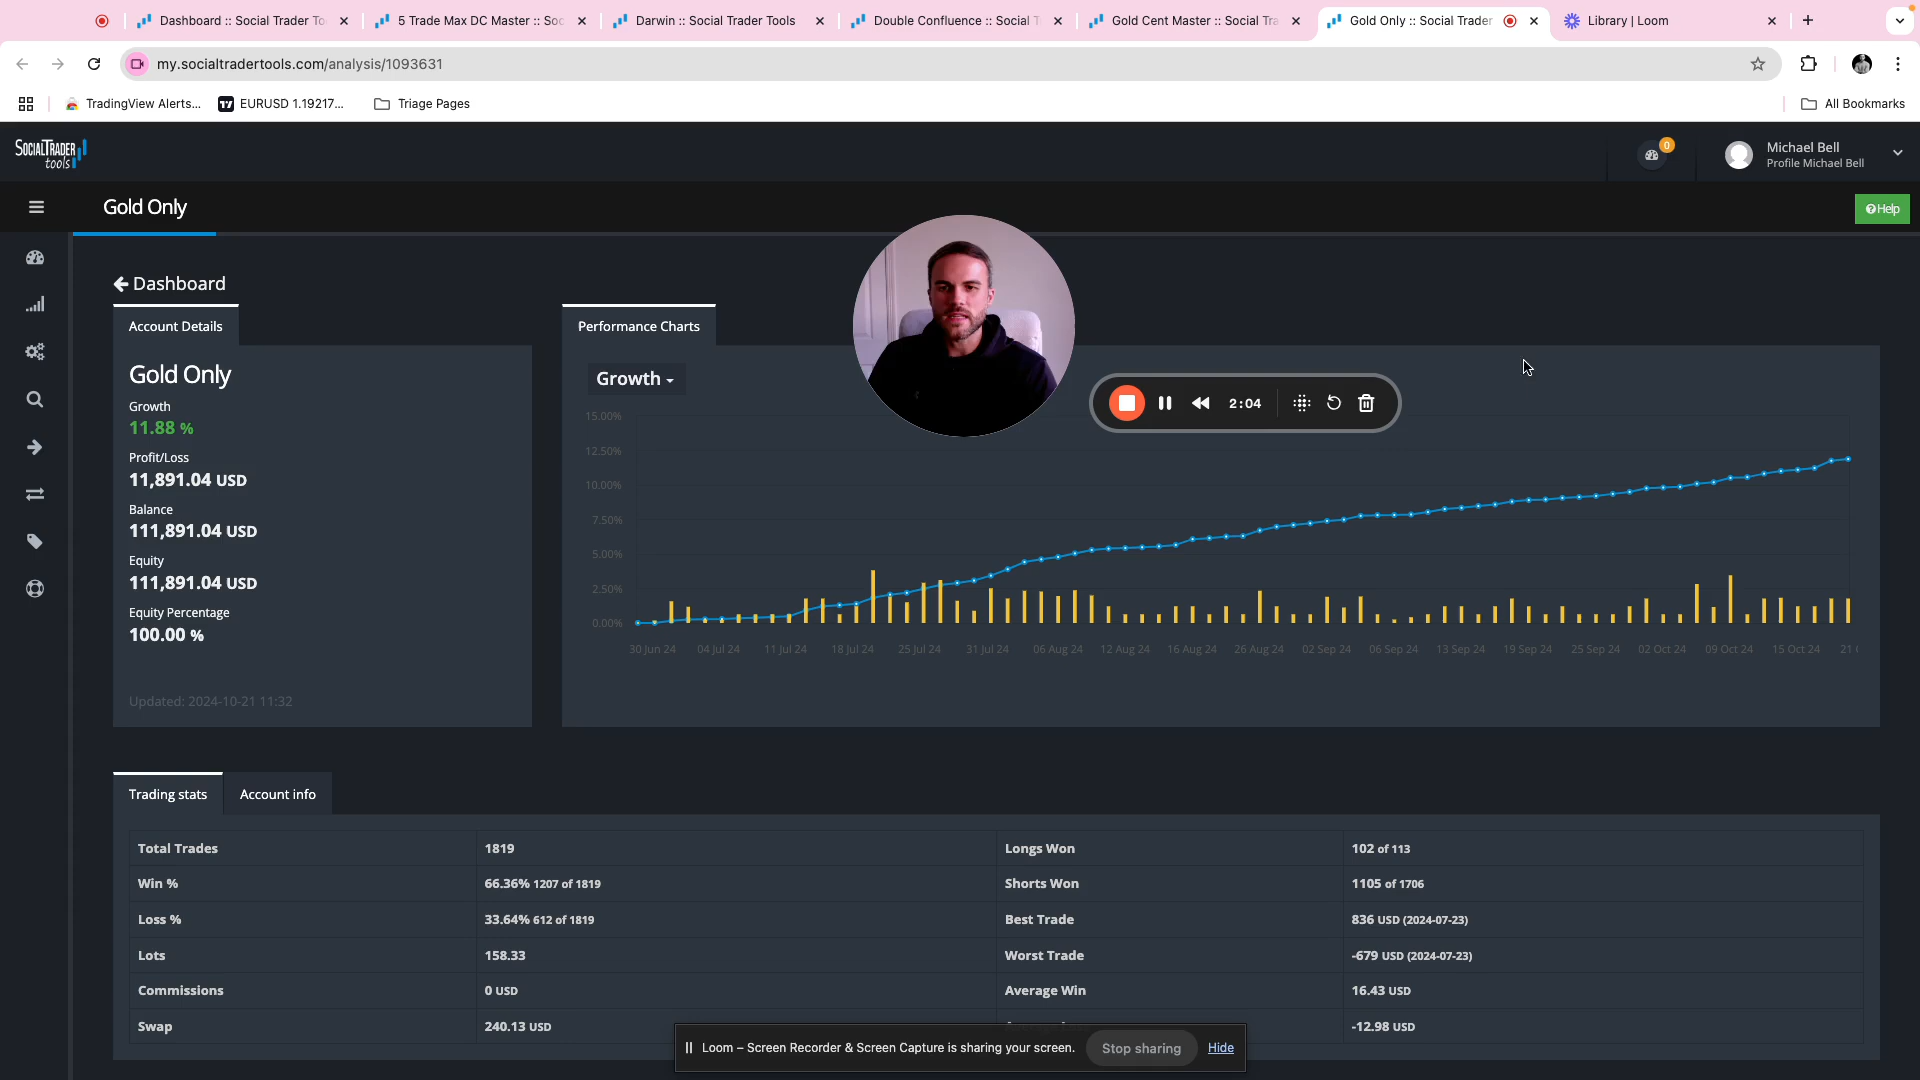 Dashboard :: Social Trader To
5 Trade Max DC Master :: Soc
Darwin :: Social Trader Tools
Double Confluence :: Social T
Gold Cent Master :: Social Tra
Gold Only :: Social Trader
Library | Loom
my.socialtradertools.com/analysis/1093631
TradingView Alerts...
EURUSD 1.19217...
Triage Pages
All Bookmarks
SOCIALTRADER
tools
0
Michael Bell
Profile Michael Bell
Gold Only
Help
Dashboard
Account Details
Performance Charts
Gold Only
Growth
11.88 %
Profit/Loss
11,891.04 USD
Balance
111,891.04 USD
Equity
111,891.04 USD
Equity Percentage
100.00 %
Updated: 2024-10-21 11:32
Growth
2:04
15.00%
12.50%
10.00%
7.50%
5.00%
2.50%
0.00%
30 Jun 24 04 Jul 24 11 Jul 24 18 Jul 24 25 Jul 24 31 Jul 24 06 Aug 24 12 Aug 24 16 Aug 24 26 Aug 24 02 Sep 24 06 Sep 24 13 Sep 24 19 Sep 24 25 Sep 24 02 Oct 24 09 Oct 24 15 Oct 24 21
Trading stats
Account info
Total Trades 1819 Longs Won 102 of 113
Win % 66.36% 1207 of 1819 Shorts Won 1105 of 1706
Loss % 33.64% 612 of 1819 Best Trade 836 USD (2024-07-23)
Lots 158.33 Worst Trade -679 USD (2024-07-23)
Commissions 0 USD Average Win 16.43 USD
Swap 240.13 USD -12.98 USD
Loom – Screen Recorder & Screen Capture is sharing your screen.
Stop sharing
Hide